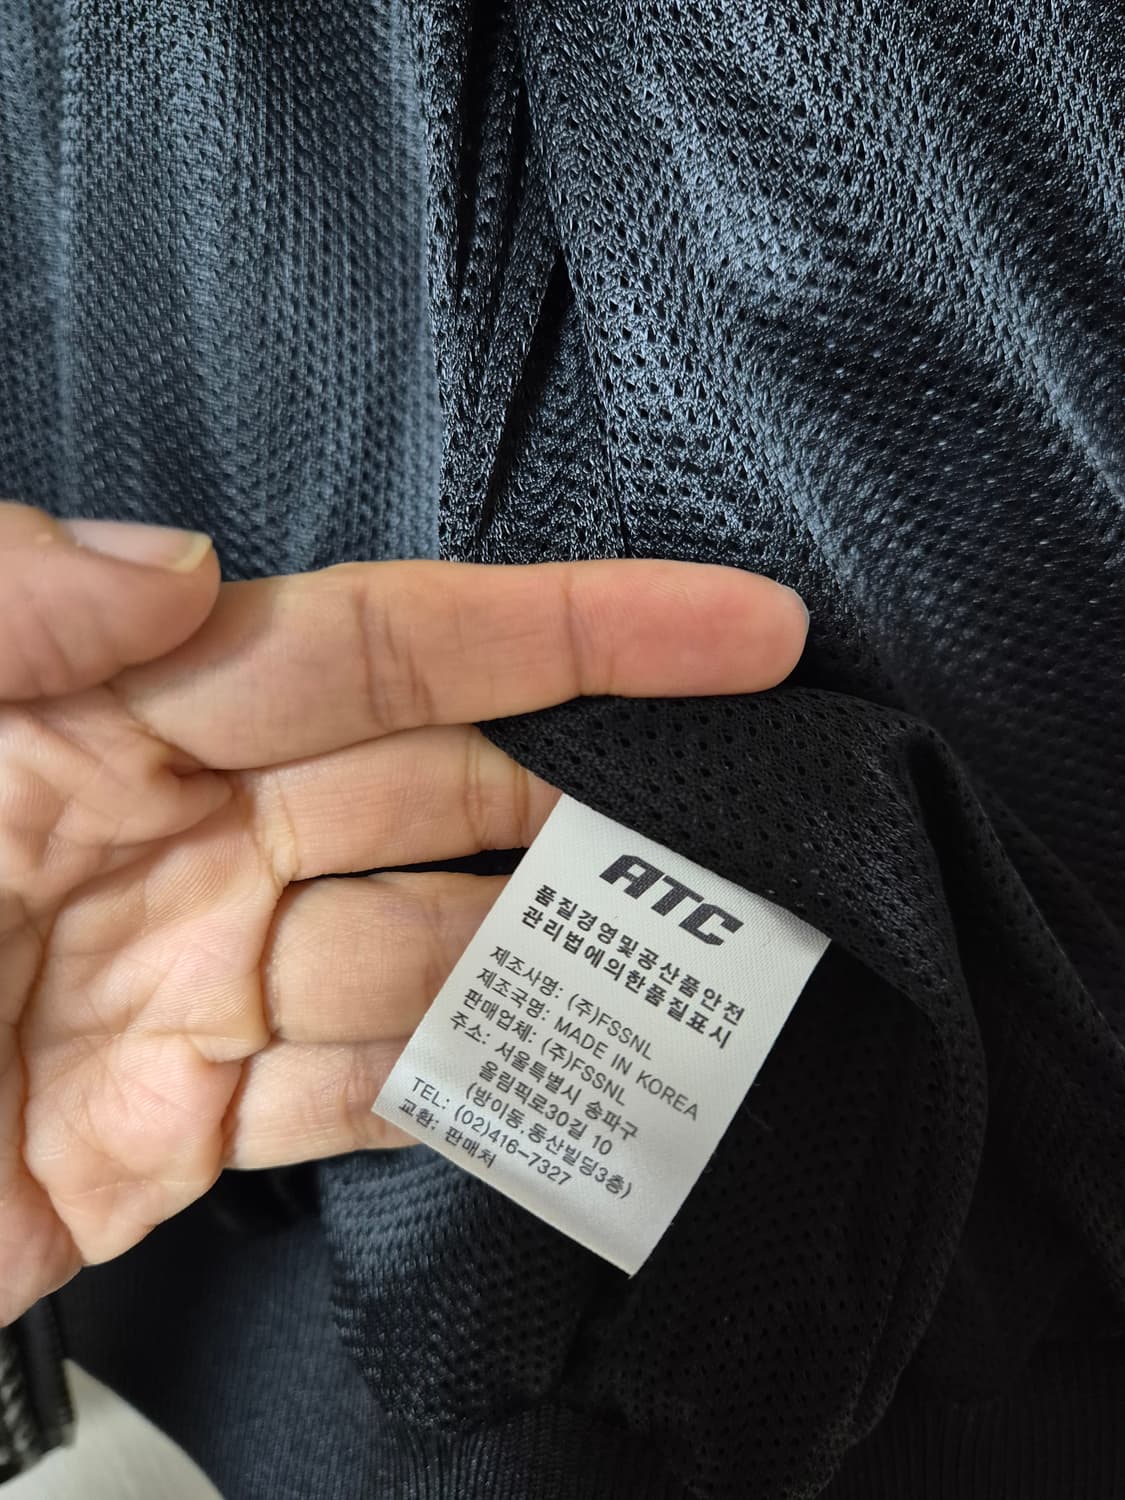 ATC
품질경영및공산품안전
관리법에의한품질표시
제조사명: (주)FSSNL
제조국명: MADE IN KOREA
판매업체: (주)FSSNL
주소: 서울특별시 송파구
올림픽로30길 10
(방이동 동산빌딩3층)
TEL: (02)416-7327
교환: 판매처